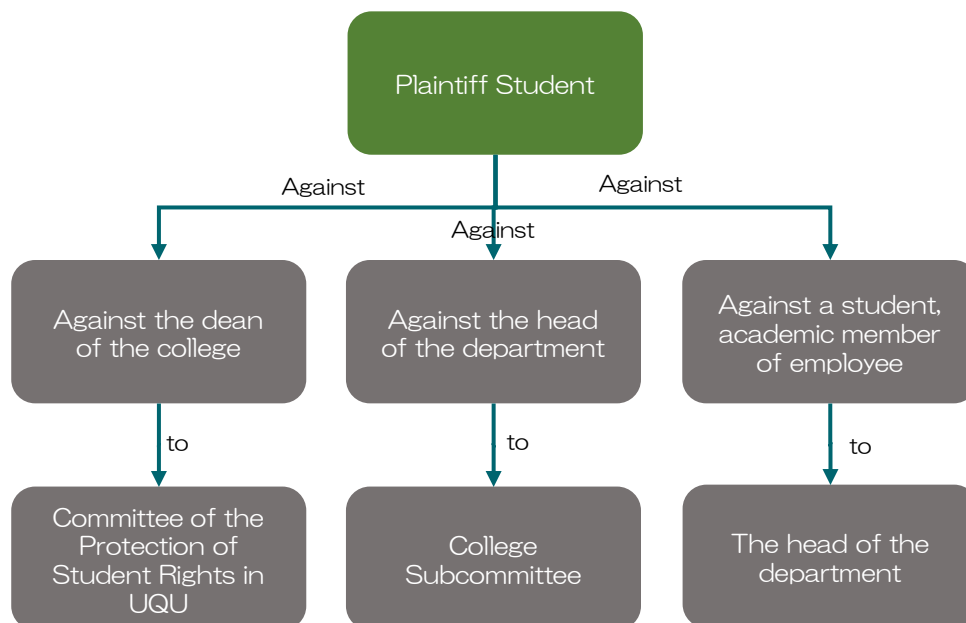 Plaintiff Student
Against
Against
Against
Against the dean
of the college
Against the head
of the department
Against a student,
academic member
of employee
to
to
to
Committee of the
Protection of
Student Rights in
UQU
College
Subcommittee
The head of the
department